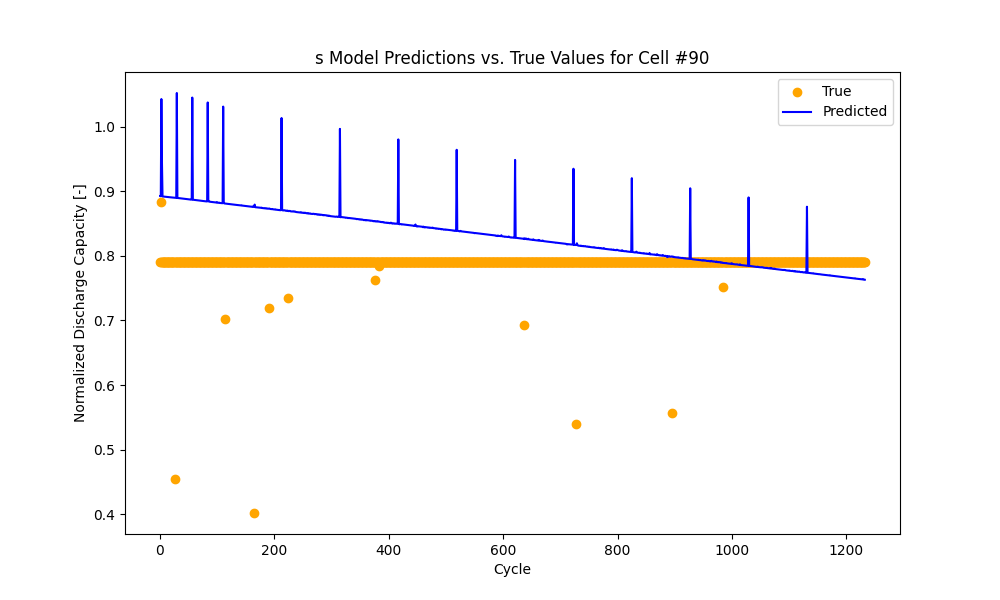 s Model Predictions vs. True Values for Cell #90
True
Predicted
Normalized Discharge Capacity [-]
1.0
0.9
0.8
0.7
0.6
0.5
0.4
0
200
400
600
800
1000
1200
Cycle